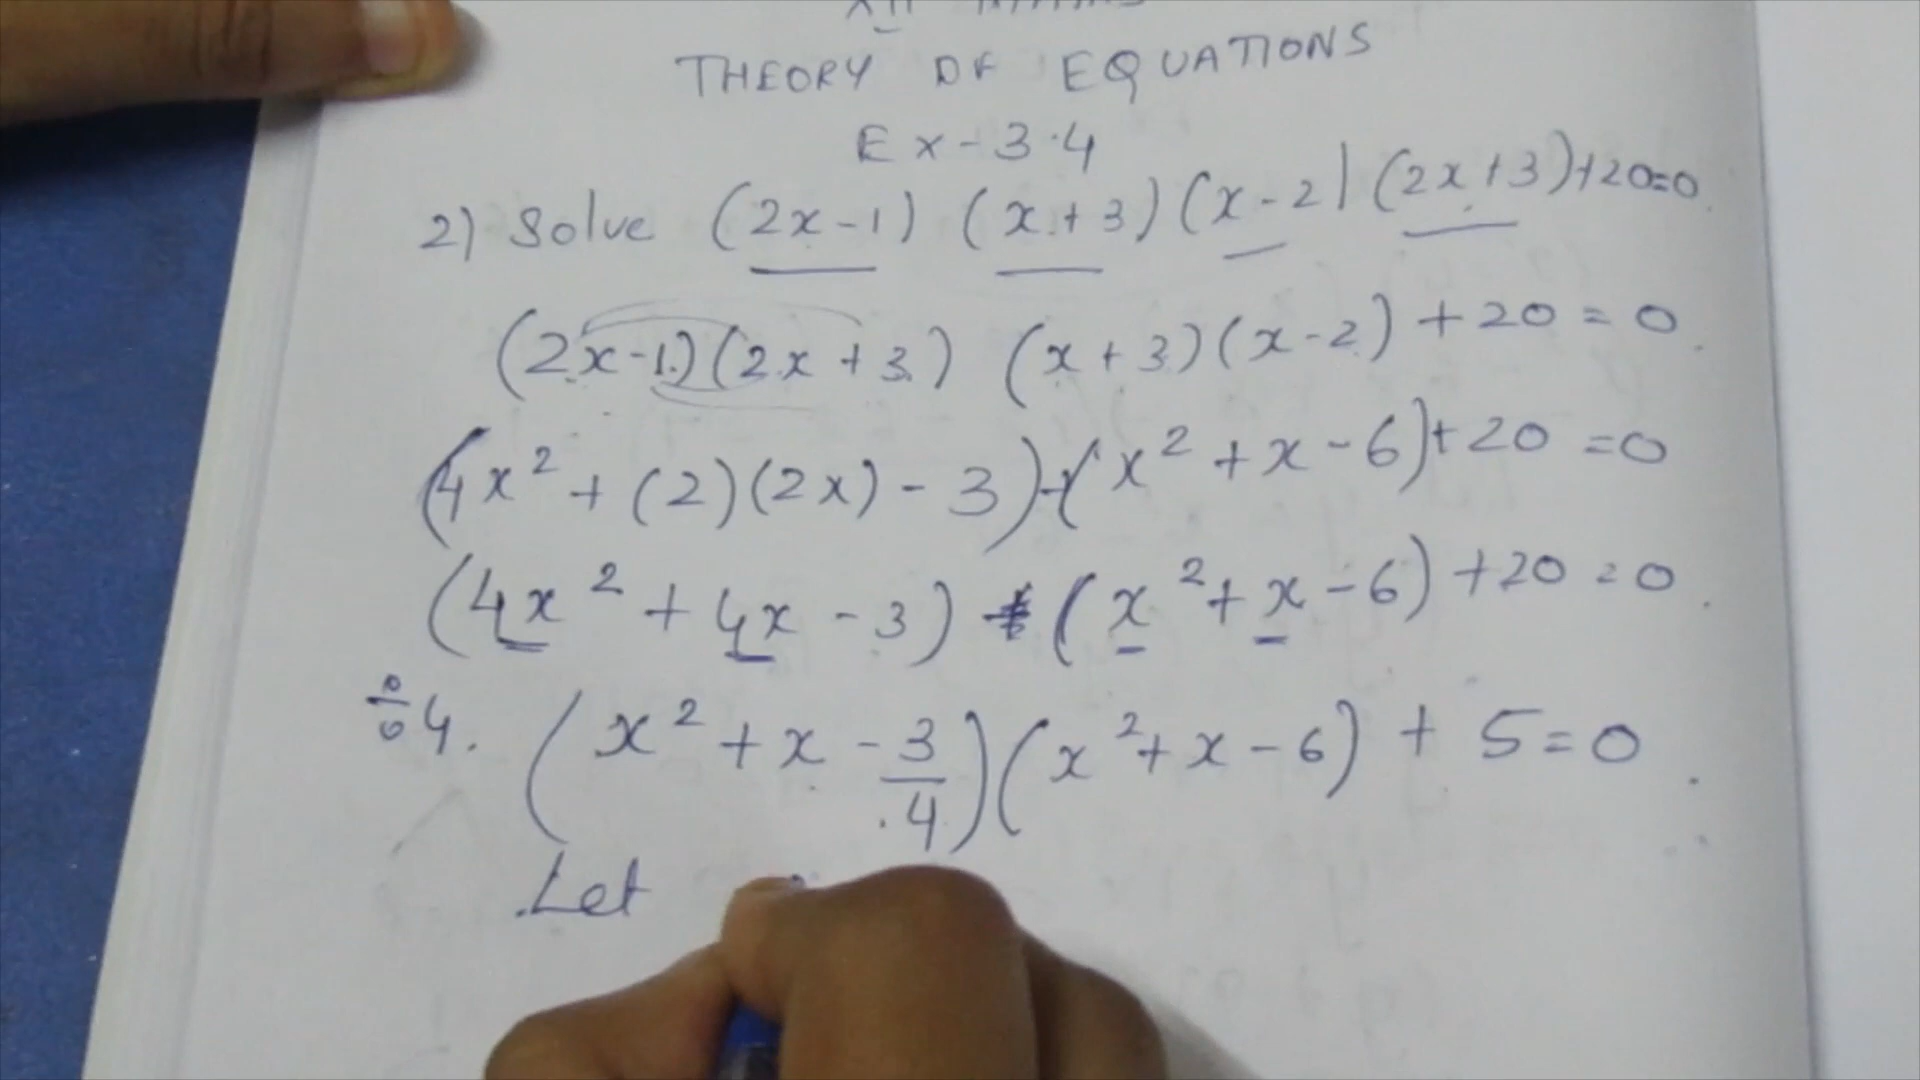 THEORY OF EQUATIONS
Ex-3.4
2) Solve (2x-1) (x+3) (x-2) (2x+3)+20=0
(2x-1)(2x+3) (x+3)(x-2) +20=0
(4x²+(2)(2x)-3) (x²+x-6)+20=0
(4x²+4x-3) (x²+x-6)+20=0
÷4. (x²+x-3/4)(x²+x-6)+5=0
Let